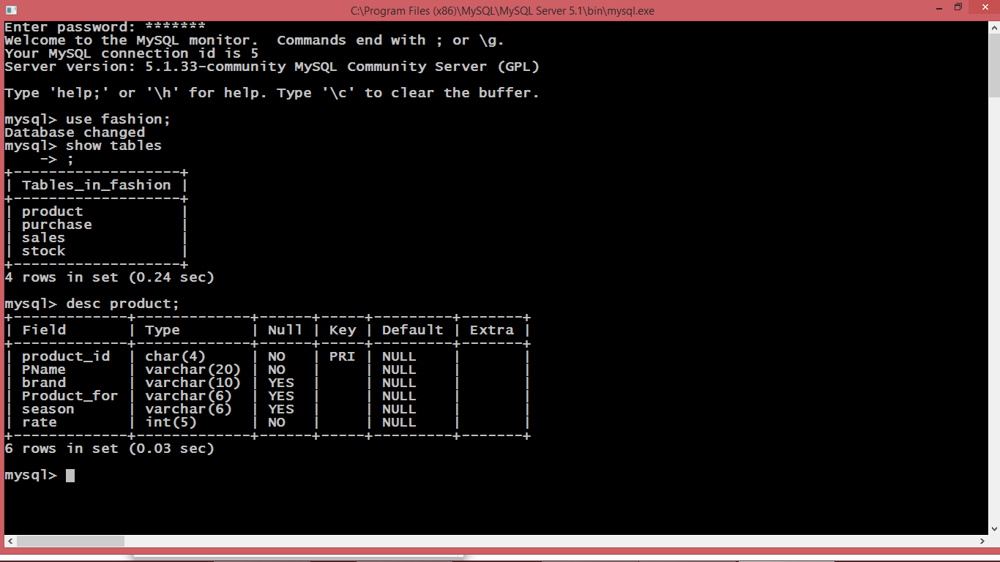 C:\Program Files (x86)\MySQL\MySQL Server 5.1\bin\mysql.exe
Enter password: *******
Welcome to the MySQL monitor.  Commands end with ; or \g.
Your MySQL connection id is 5
Server version: 5.1.33-community MySQL Community Server (GPL)

Type 'help;' or '\h' for help. Type '\c' to clear the buffer.

mysql> use fashion;
Database changed
mysql> show tables
    -> ;
+-------------------+
| Tables_in_fashion |
+-------------------+
| product           |
| purchase          |
| sales             |
| stock             |
+-------------------+
4 rows in set (0.24 sec)

mysql> desc product;
+-------------+-------------+------+-----+---------+-------+
| Field       | Type        | Null | Key | Default | Extra |
+-------------+-------------+------+-----+---------+-------+
| product_id  | char(4)     | NO   | PRI | NULL    |       |
| PName       | varchar(20) | NO   |     | NULL    |       |
| brand       | varchar(10) | YES  |     | NULL    |       |
| Product_for | varchar(6)  | YES  |     | NULL    |       |
| season      | varchar(6)  | YES  |     | NULL    |       |
| rate        | int(5)      | NO   |     | NULL    |       |
+-------------+-------------+------+-----+---------+-------+
6 rows in set (0.03 sec)

mysql>